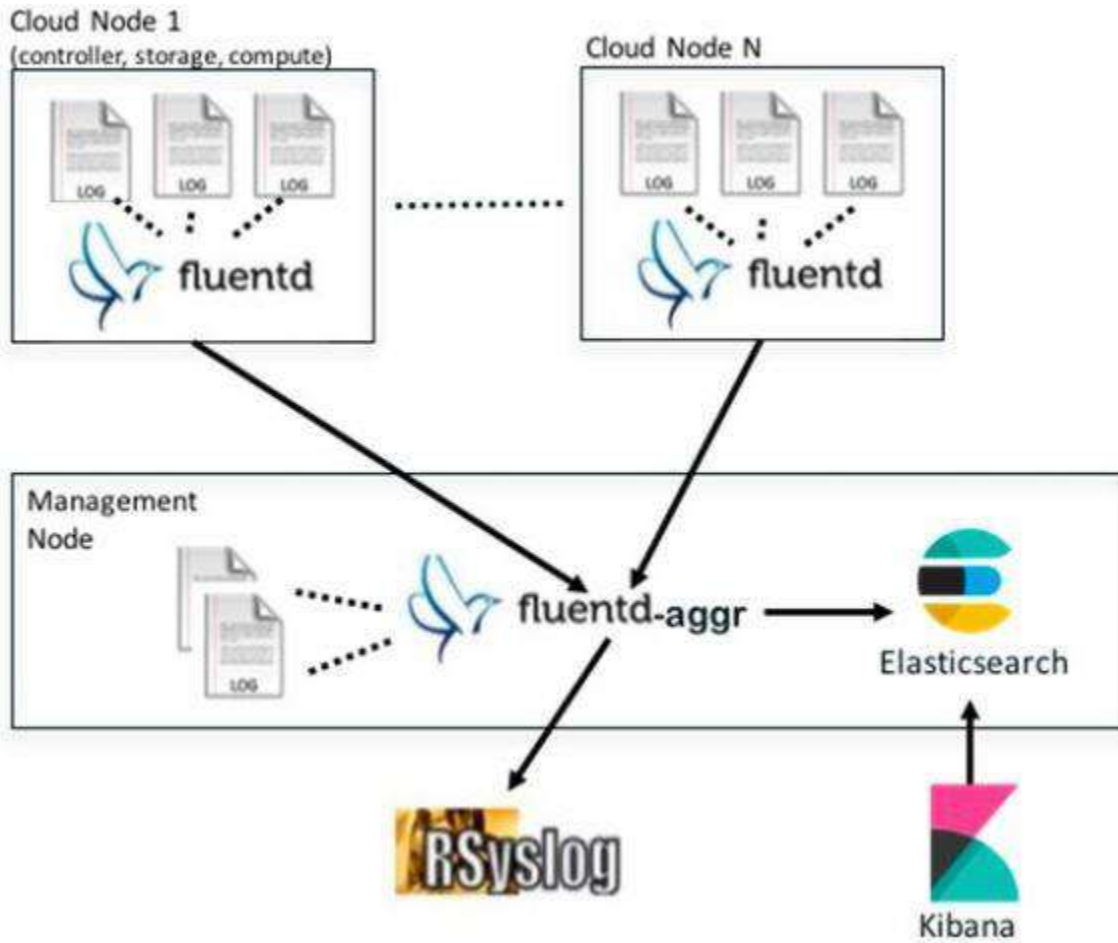 Cloud Node 1
(controller, storage, compute)
Cloud Node N
LOG
LOG
LOG
LOG
LOG
LOG
fluentd
fluentd
Management
Node
fluentd-aggr
LOG
Elasticsearch
RSyslog
Kibana